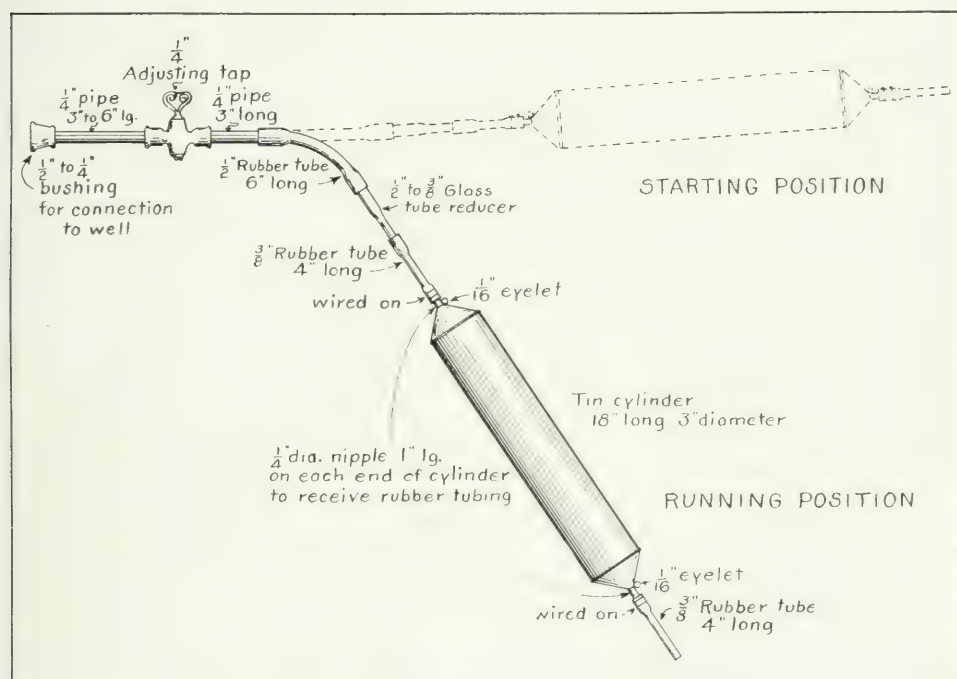 1/4"
Adjusting tap
1/4" pipe
3" to 6" lg.
1/4" pipe
3" long
1/2" to 1/4"
bushing
for connection
to well
1/2" Rubber tube
6" long
1/2" to 3/8" Glass
tube reducer
STARTING POSITION
3/8" Rubber tube
4" long
wired on
1/16" eyelet
Tin cylinder
18" long 3" diameter
1/4" dia. nipple 1" lg.
on each end of cylinder
to receive rubber tubing
RUNNING POSITION
1/16" eyelet
wired on
3/8" Rubber tube
4" long